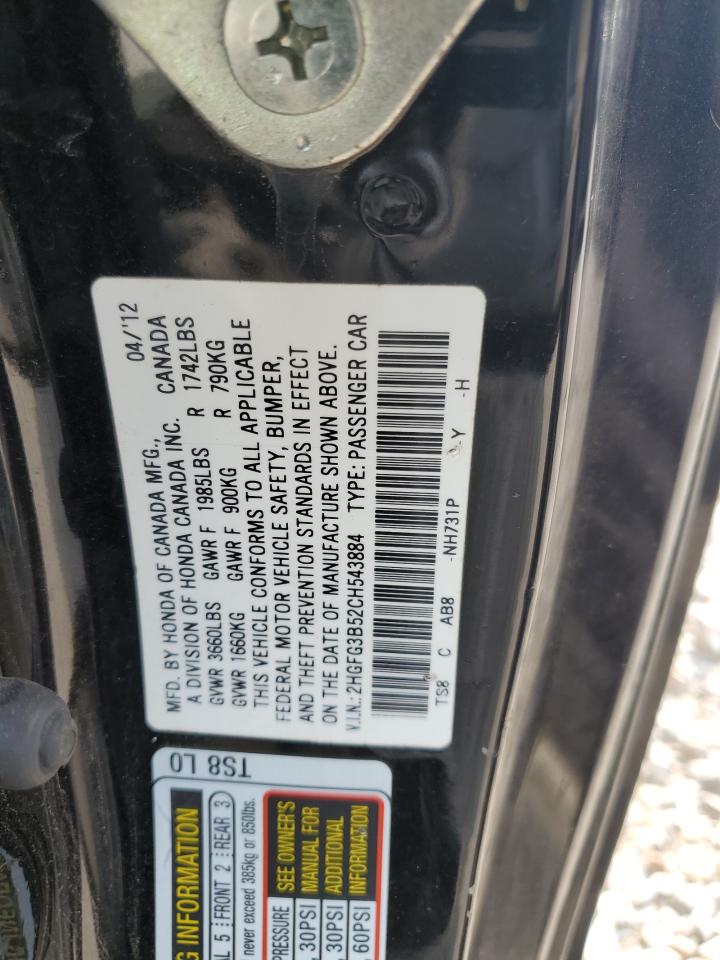 MFD. BY HONDA OF CANADA MFG., 04/'12
A DIVISION OF HONDA CANADA INC. CANADA
GVWR 3660LBS GAWR F 1985LBS R 1742LBS
GVWR 1660KG GAWR F 900KG R 790KG
THIS VEHICLE CONFORMS TO ALL APPLICABLE
FEDERAL MOTOR VEHICLE SAFETY, BUMPER,
AND THEFT PREVENTION STANDARDS IN EFFECT
ON THE DATE OF MANUFACTURE SHOWN ABOVE.
V.I.N.: 2HGFG3B52CH543884 TYPE: PASSENGER CAR
TS8 C AB8 -NH731P -Y -H
TS8 L0
INFORMATION
5 FRONT 2 REAR 3
never exceed 385kg or 850lbs.
PRESSURE
30PSI
30PSI
60PSI
SEE OWNER'S
MANUAL FOR
ADDITIONAL
INFORMATION